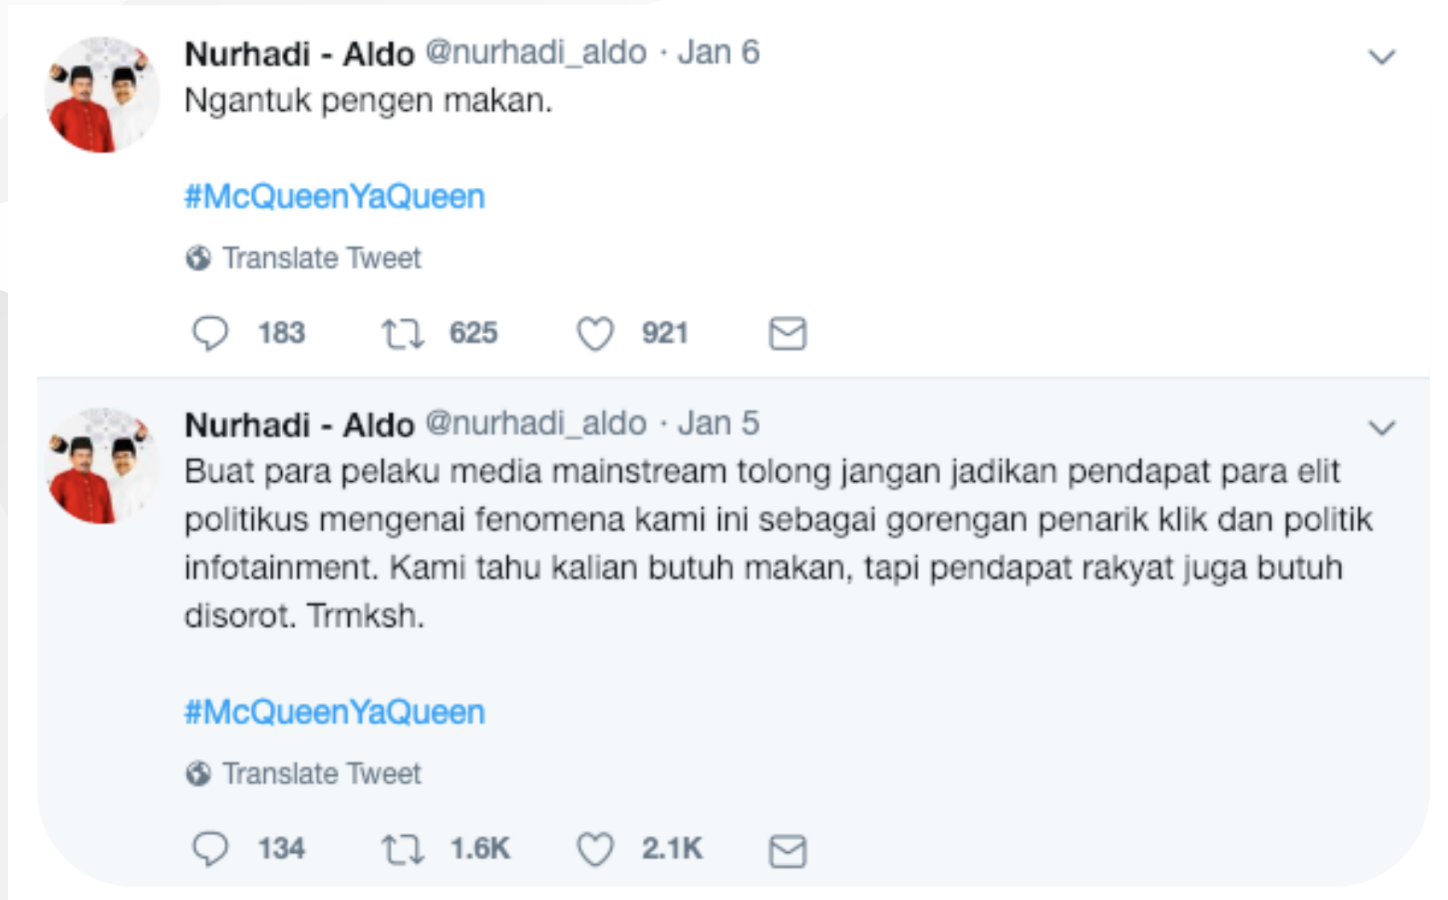 Nurhadi - Aldo @nurhadi_aldo · Jan 6
Ngantuk pengen makan.
#McQueenYaQueen
Translate Tweet
183 625 921
Nurhadi - Aldo @nurhadi_aldo · Jan 5
Buat para pelaku media mainstream tolong jangan jadikan pendapat para elit
politikus mengenai fenomena kami ini sebagai gorengan penarik klik dan politik
infotainment. Kami tahu kalian butuh makan, tapi pendapat rakyat juga butuh
disorot. Trmksh.
#McQueenYaQueen
Translate Tweet
134 1.6K 2.1K